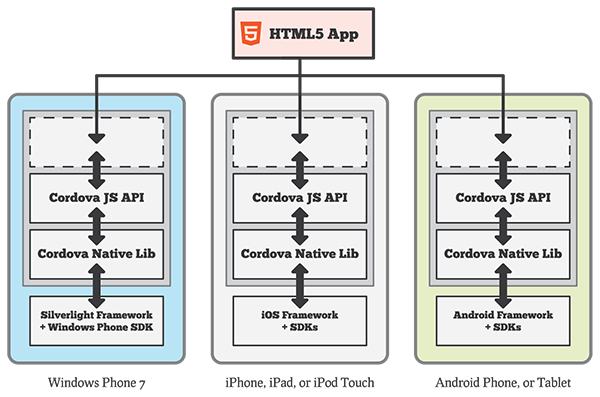 5 HTML5 App
Cordova JS API
Cordova Native Lib
Silverlight Framework
+ Windows Phone SDK
Windows Phone 7
Cordova JS API
Cordova Native Lib
iOS Framework
+ SDKs
iPhone, iPad, or iPod Touch
Cordova JS API
Cordova Native Lib
Android Framework
+ SDKs
Android Phone, or Tablet